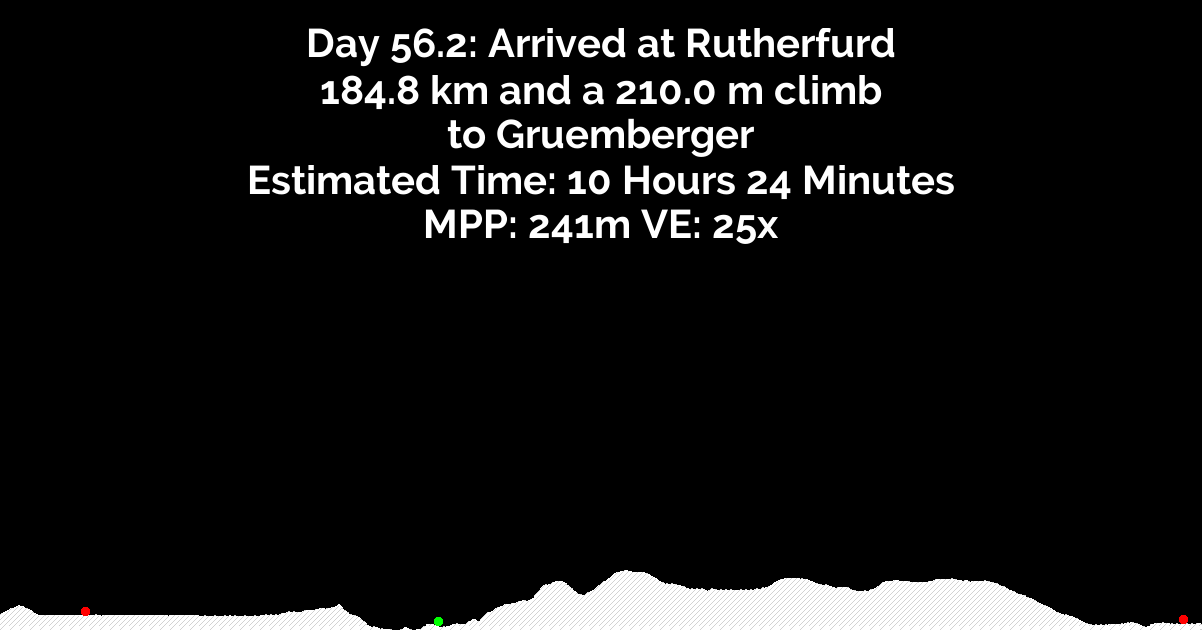 Day 56.2: Arrived at Rutherfurd
184.8 km and a 210.0 m climb
to Gruemberger
Estimated Time: 10 Hours 24 Minutes
MPP: 241m VE: 25x